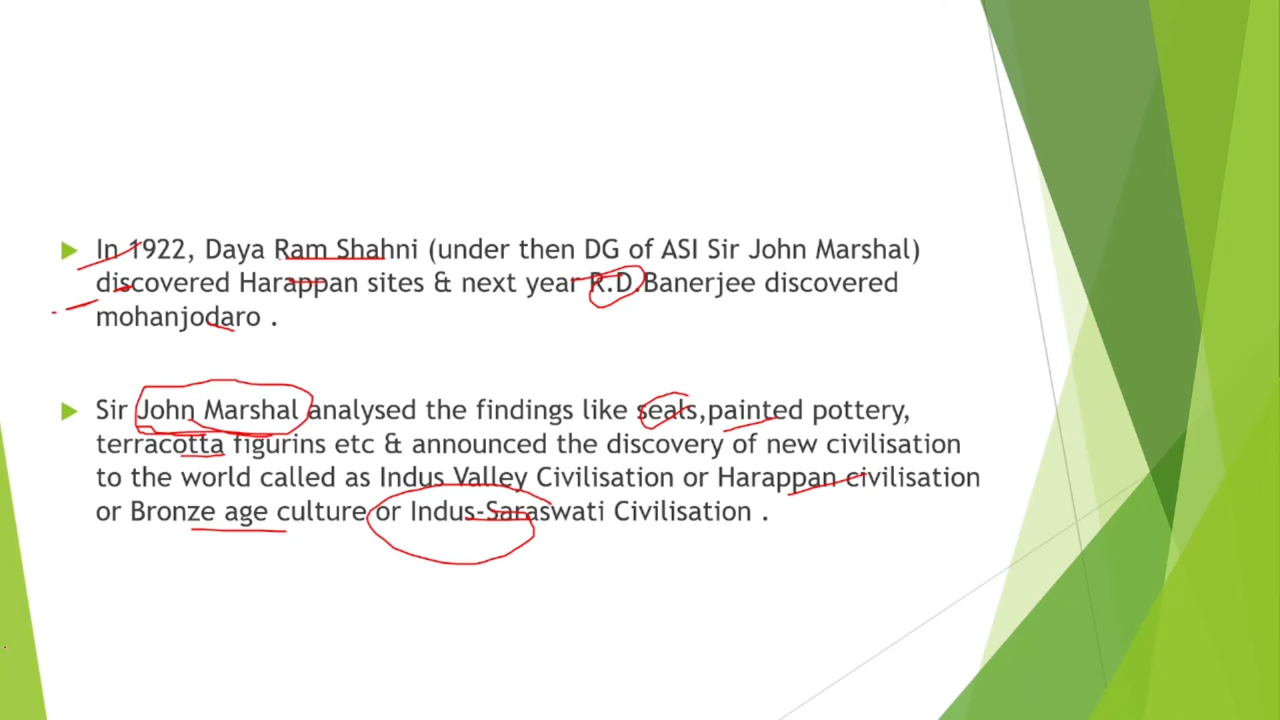 In 1922, Daya Ram Shahni (under then DG of ASI Sir John Marshal)
discovered Harappan sites & next year R.D.Banerjee discovered
mohanjodaro .
Sir John Marshal analysed the findings like seals,painted pottery,
terracotta figurins etc & announced the discovery of new civilisation
to the world called as Indus Valley Civilisation or Harappan civilisation
or Bronze age culture or Indus-Saraswati Civilisation .